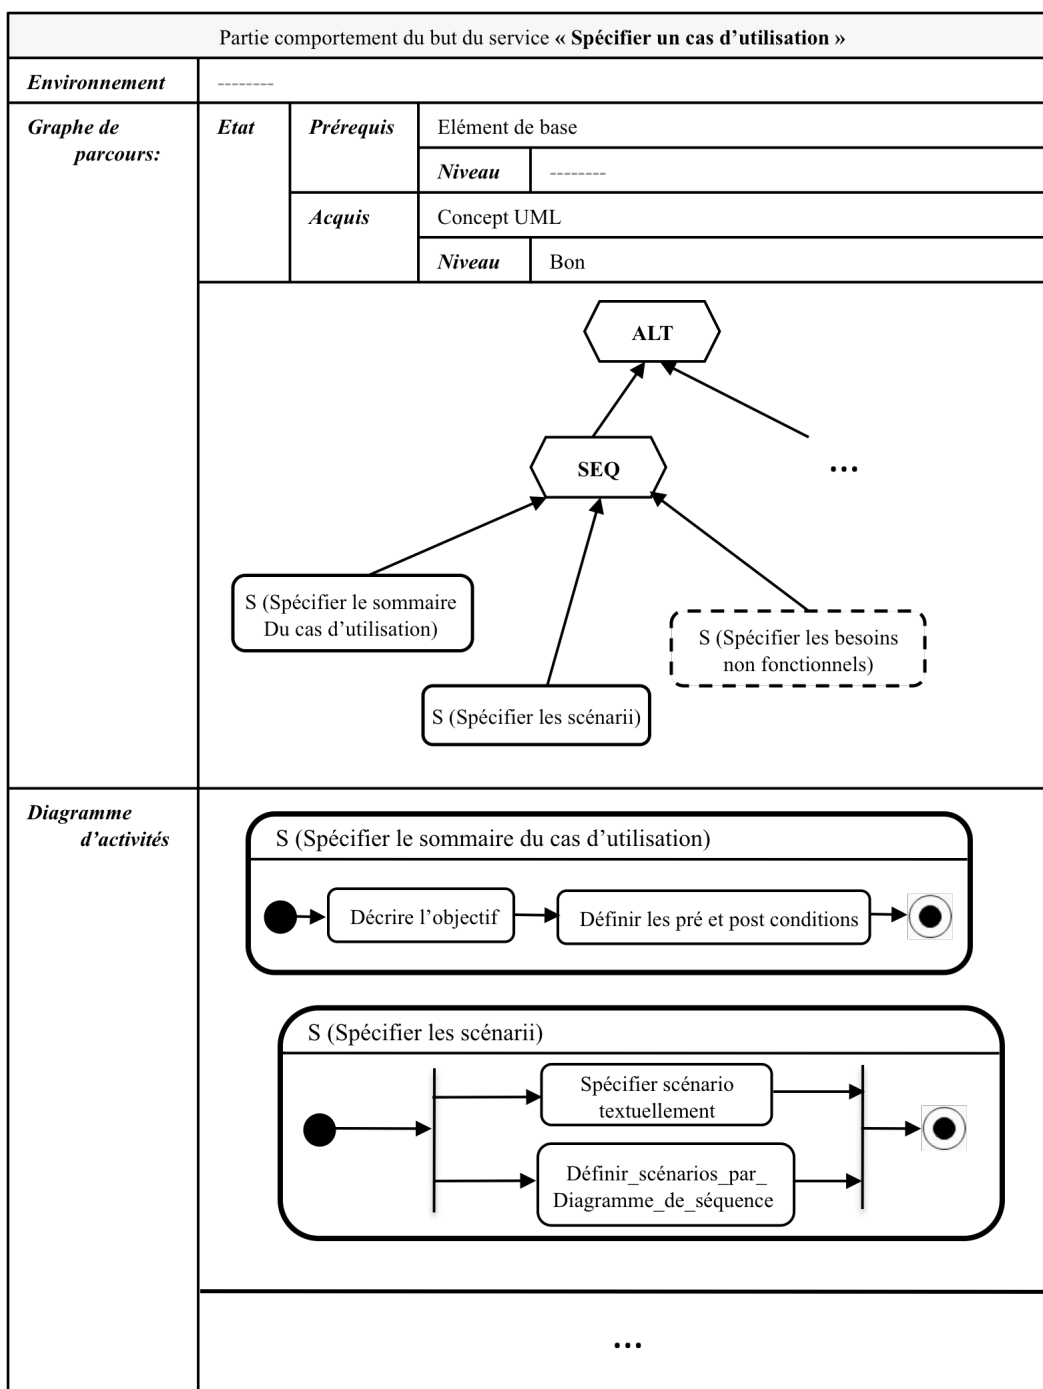 Partie comportement du but du service « Spécifier un cas d’utilisation »
Environnement
--------
Graphe de
parcours:
Etat
Prérequis
Elément de base
Niveau
--------
Acquis
Concept UML
Niveau
Bon
ALT
SEQ
...
S (Spécifier le sommaire
Du cas d’utilisation)
S (Spécifier les besoins
non fonctionnels)
S (Spécifier les scénarii)
Diagramme
d’activités
S (Spécifier le sommaire du cas d’utilisation)
Décrire l’objectif
Définir les pré et post conditions
S (Spécifier les scénarii)
Spécifier scénario
textuellement
Définir_scénarios_par_
Diagramme_de_séquence
...